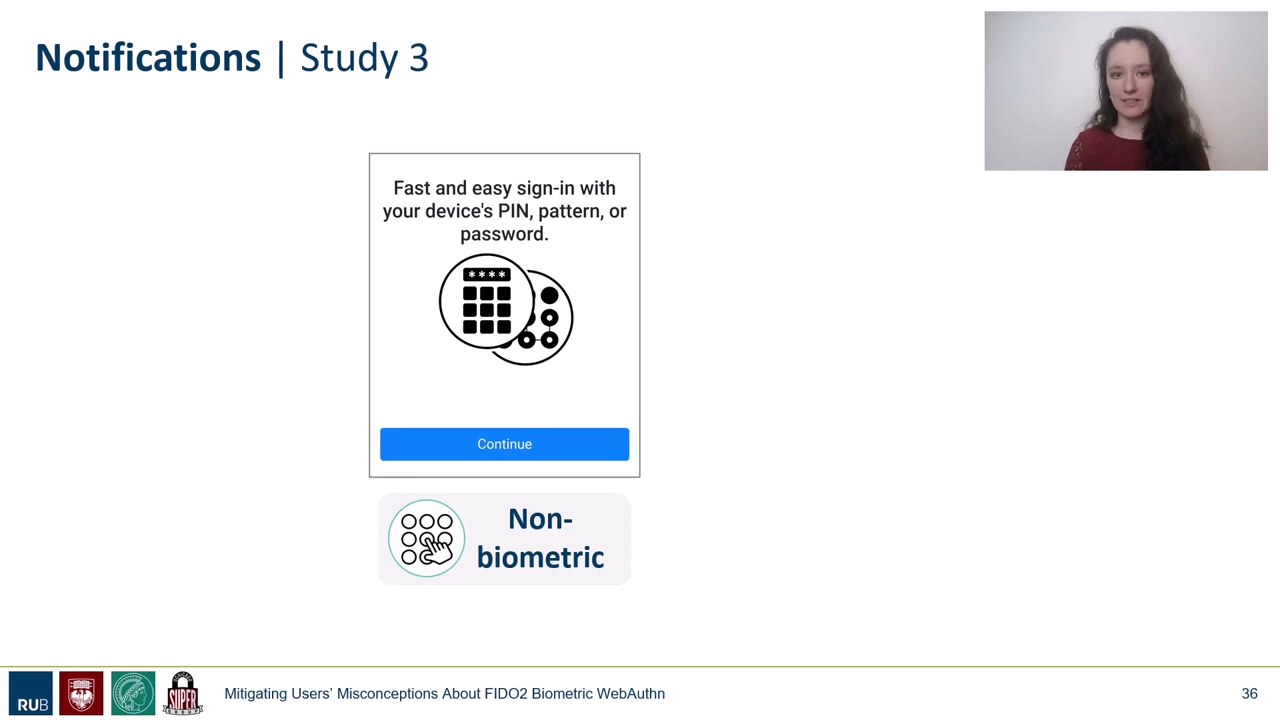 Notifications | Study 3
Fast and easy sign-in with
your device's PIN, pattern, or
password.
****
Continue
Non-
biometric
RUB
SUPER
Mitigating Users’ Misconceptions About FIDO2 Biometric WebAuthn
36